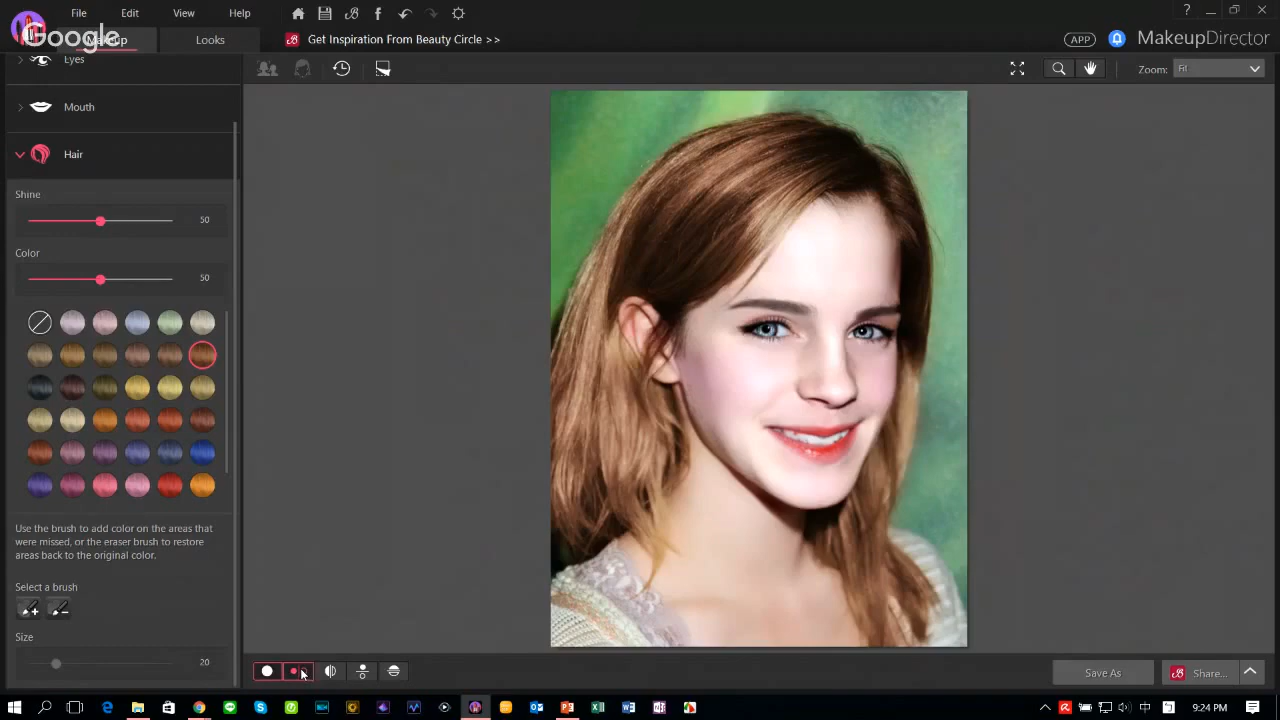 File Edit View Help
Google
Makeup Looks
Get Inspiration From Beauty Circle >>
APP
MakeupDirector
Zoom: Fit
Eyes
Mouth
Hair
Shine
50
Color
50
Use the brush to add color on the areas that
were missed, or the eraser brush to restore
areas back to the original color.
Select a brush
Size
20
Save As
Share...
中
9:24 PM